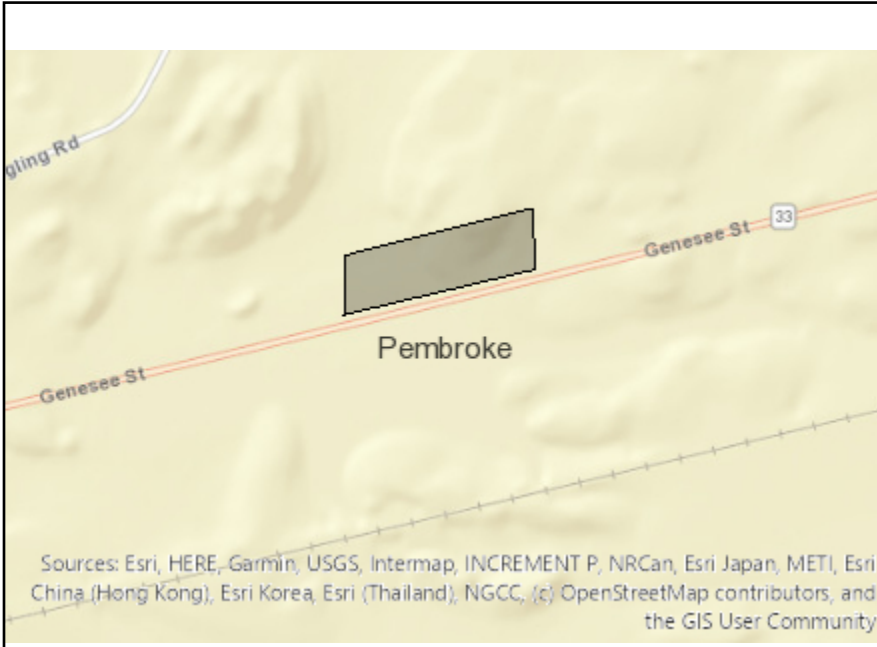 gling Rd
33
Genesee St
Pembroke
Genesee St
Sources: Esri, HERE, Garmin, USGS, Intermap, INCREMENT P, NRCan, Esri Japan, METI, Esri
China (Hong Kong), Esri Korea, Esri (Thailand), NGCC, (c) OpenStreetMap contributors, and
the GIS User Community